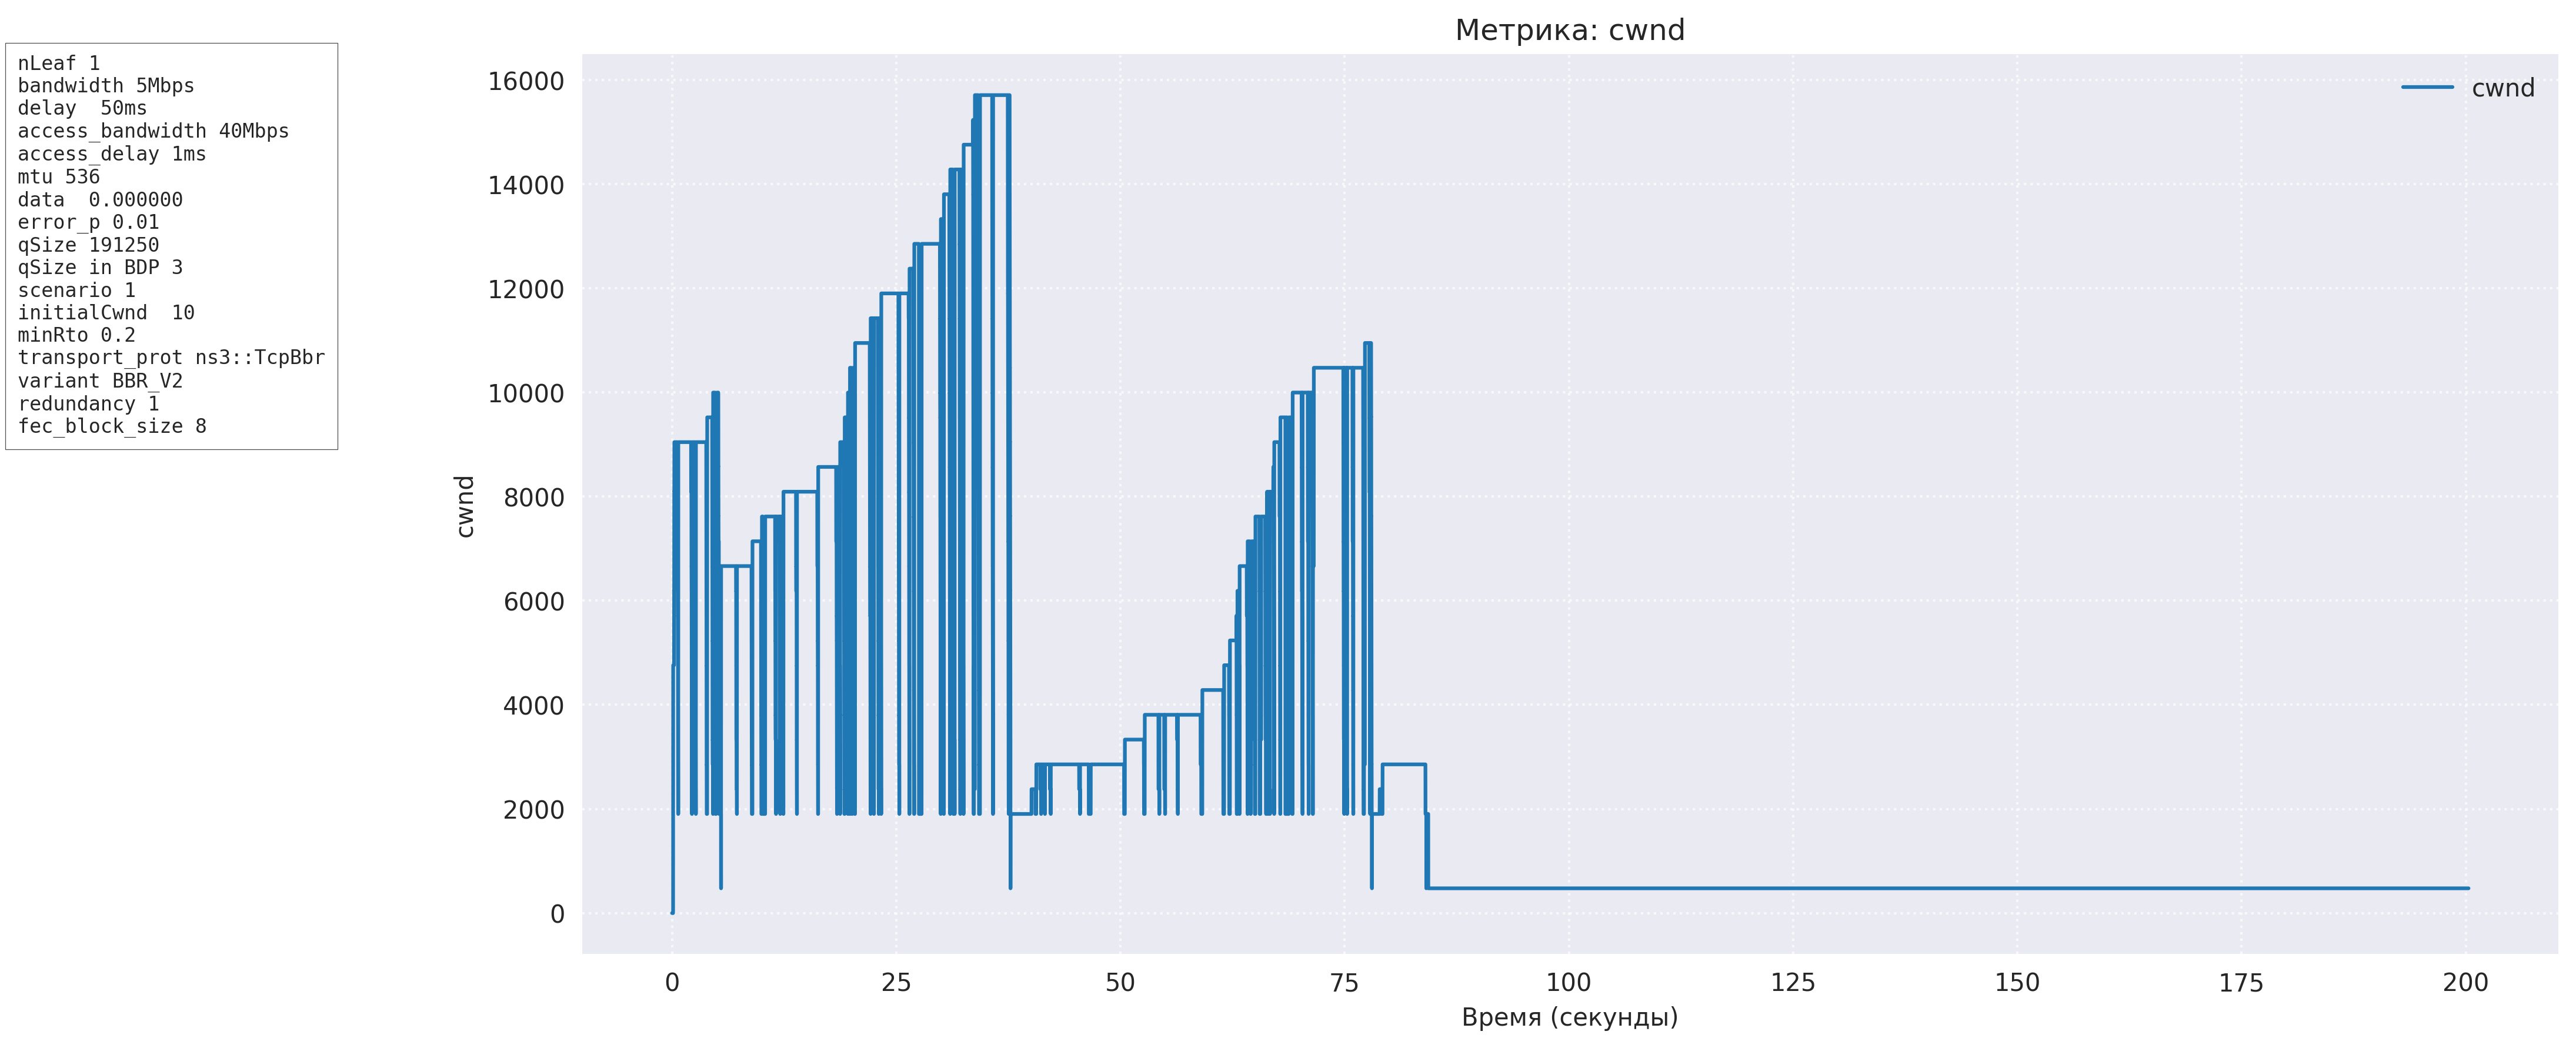 Метрика: cwnd
nLeaf 1
bandwidth 5Mbps
delay  50ms
access_bandwidth 40Mbps
access_delay 1ms
mtu 536
data  0.000000
error_p 0.01
qSize 191250
qSize in BDP 3
scenario 1
initialCwnd  10
minRto 0.2
transport_prot ns3::TcpBbr
variant BBR_V2
redundancy 1
fec_block_size 8
cwnd
16000
14000
12000
10000
8000
6000
4000
2000
0
cwnd
0 25 50 75 100 125 150 175 200
Время (секунды)